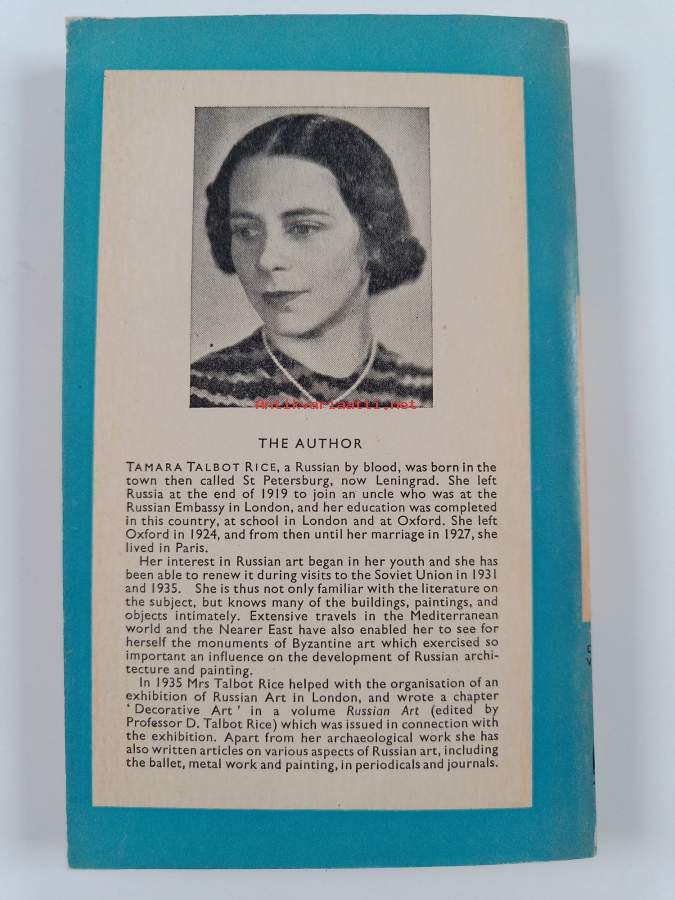 Antikvariaatti.net
THE AUTHOR
TAMARA TALBOT RICE, a Russian by blood, was born in the
town then called St Petersburg, now Leningrad. She left
Russia at the end of 1919 to join an uncle who was at the
Russian Embassy in London, and her education was completed
in this country, at school in London and at Oxford. She left
Oxford in 1924, and from then until her marriage in 1927, she
lived in Paris.
Her interest in Russian art began in her youth and she has
been able to renew it during visits to the Soviet Union in 1931
and 1935. She is thus not only familiar with the literature on
the subject, but knows many of the buildings, paintings, and
objects intimately. Extensive travels in the Mediterranean
world and the Nearer East have also enabled her to see for
herself the monuments of Byzantine art which exercised so
important an influence on the development of Russian archi-
tecture and painting.
In 1935 Mrs Talbot Rice helped with the organisation of an
exhibition of Russian Art in London, and wrote a chapter
‘Decorative Art’ in a volume Russian Art (edited by
Professor D. Talbot Rice) which was issued in connection with
the exhibition. Apart from her archæological work she has
also written articles on various aspects of Russian art, including
the ballet, metal work and painting, in periodicals and journals.